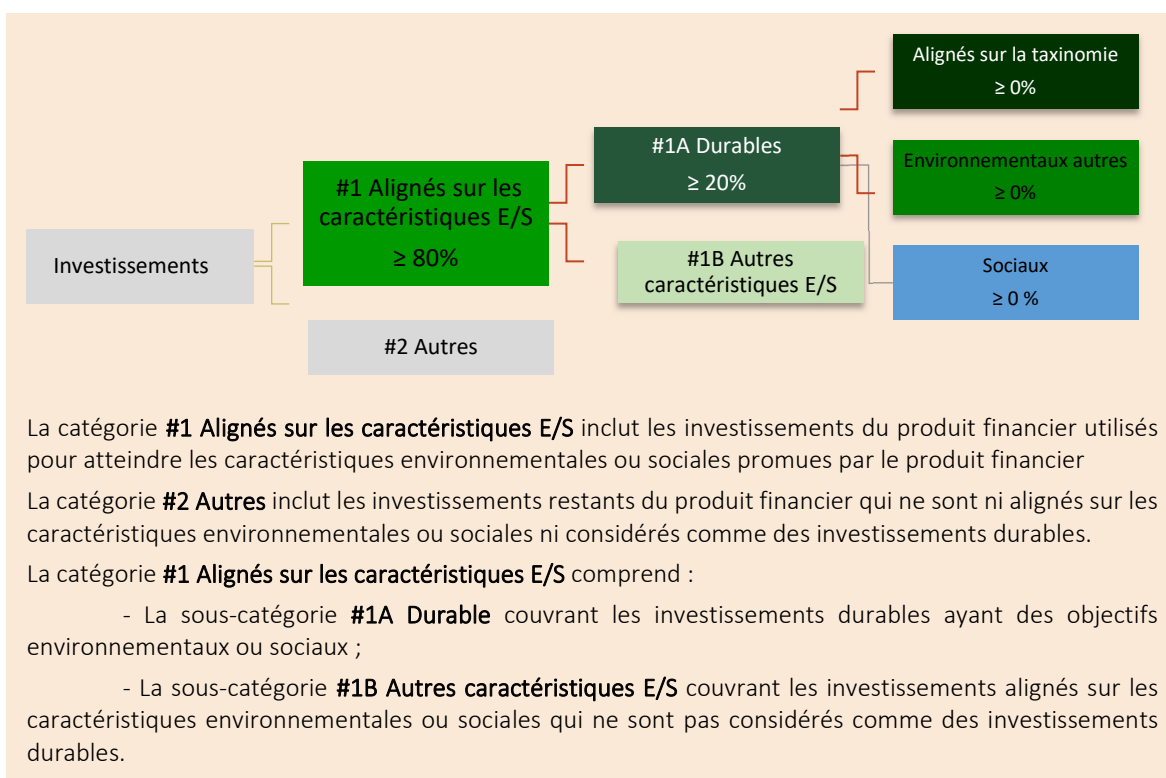 Alignés sur la taxinomie
≥ 0%
#1A Durables
≥ 20%
Environnementaux autres
≥ 0%
#1 Alignés sur les
caractéristiques E/S
≥ 80%
Investissements
#1B Autres
caractéristiques E/S
Sociaux
≥ 0 %
#2 Autres
La catégorie #1 Alignés sur les caractéristiques E/S inclut les investissements du produit financier utilisés
pour atteindre les caractéristiques environnementales ou sociales promues par le produit financier
La catégorie #2 Autres inclut les investissements restants du produit financier qui ne sont ni alignés sur les
caractéristiques environnementales ou sociales ni considérés comme des investissements durables.
La catégorie #1 Alignés sur les caractéristiques E/S comprend :
- La sous-catégorie #1A Durable couvrant les investissements durables ayant des objectifs
environnementaux ou sociaux ;
- La sous-catégorie #1B Autres caractéristiques E/S couvrant les investissements alignés sur les
caractéristiques environnementales ou sociales qui ne sont pas considérés comme des investissements
durables.